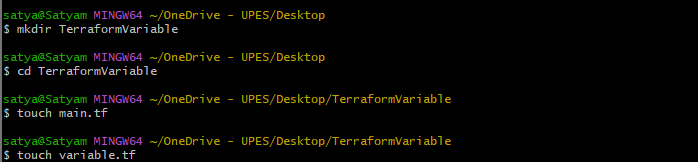 satya@Satyam MINGW64 ~/OneDrive - UPES/Desktop
$ mkdir TerraformVariable
satya@Satyam MINGW64 ~/OneDrive - UPES/Desktop
$ cd TerraformVariable
satya@Satyam MINGW64 ~/OneDrive - UPES/Desktop/TerraformVariable
$ touch main.tf
satya@Satyam MINGW64 ~/OneDrive - UPES/Desktop/TerraformVariable
$ touch variable.tf